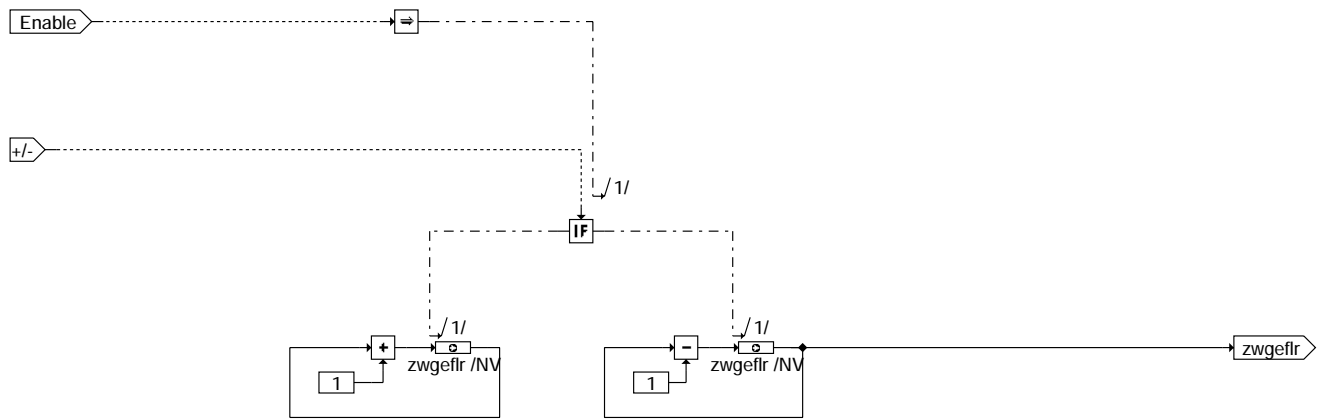 Enable
⇒
+/-
/ 1/
IF
/ 1/
/ 1/
+
-
zwgeflr
zwgeflr /NV
zwgeflr /NV
1
1